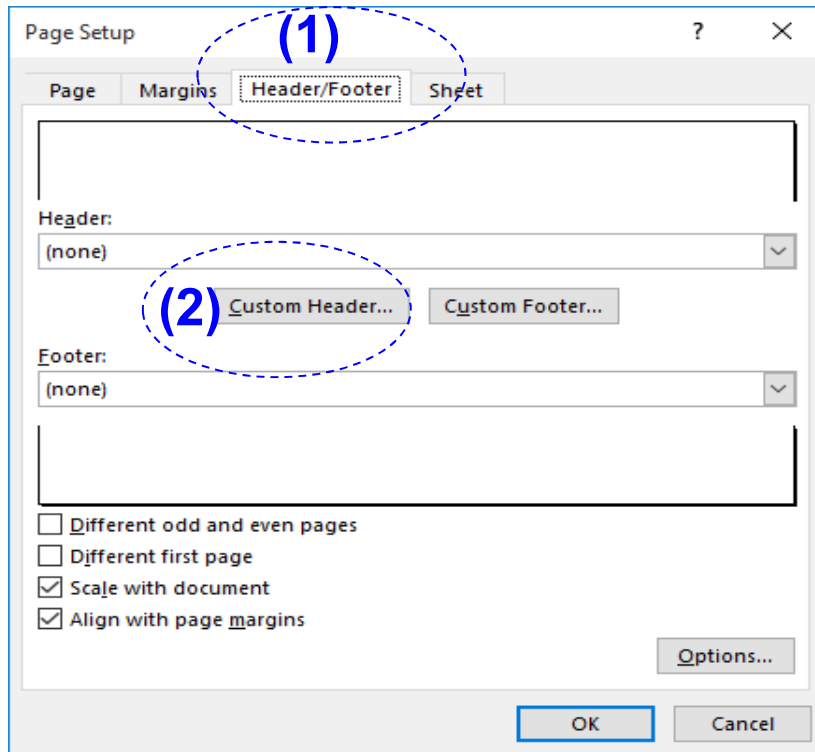 (1)
Page Setup ?
Page Margins Header/Footer Sheet
Header:
(none)
(2) Custom Header... Custom Footer...
Footer:
(none)
Different odd and even pages
Different first page
Scale with document
Align with page margins
Options...
OK Cancel